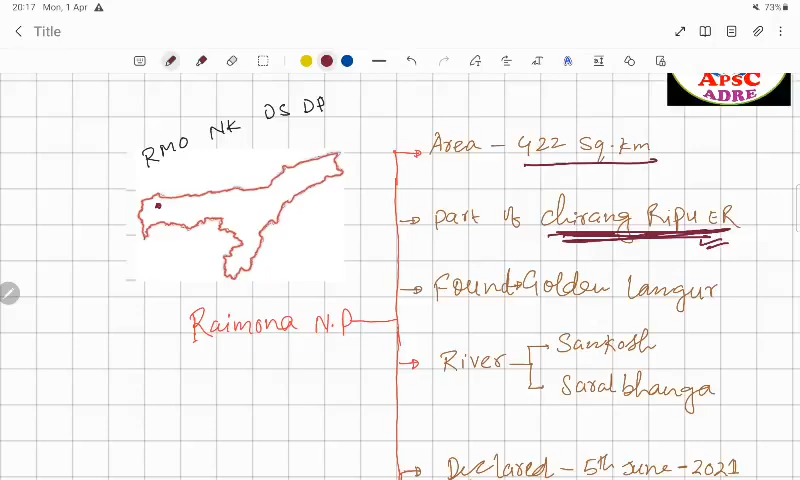 20:17 Mon, 1 Apr
73%
Title
APSC
ADRE
RMO NK OS DP
Area – 422 Sq.km
part of Chirang Ripu ER
Found→Golden Langur
Raimona N.P
River
Sankosh
Saralbhanga
Declared – 5th June – 2021